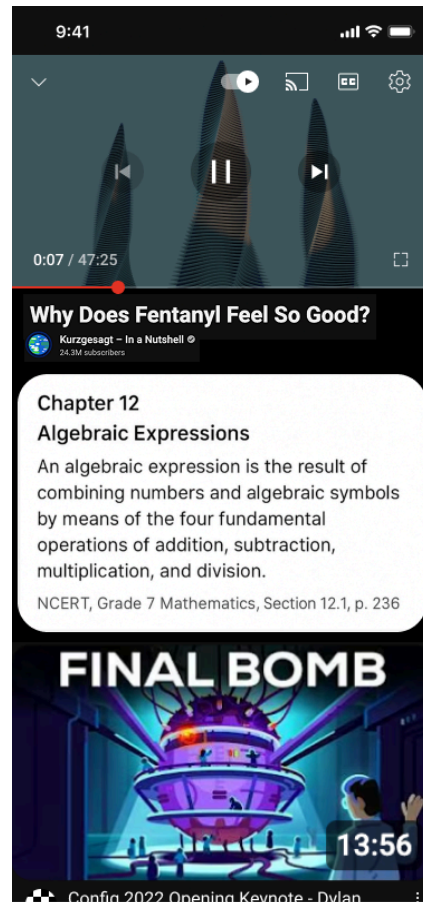 9:41
0:07 / 47:25
Why Does Fentanyl Feel So Good?
Kurzgesagt – In a Nutshell
24.3M subscribers
Chapter 12
Algebraic Expressions
An algebraic expression is the result of
combining numbers and algebraic symbols
by means of the four fundamental
operations of addition, subtraction,
multiplication, and division.
NCERT, Grade 7 Mathematics, Section 12.1, p. 236
FINAL BOMB
13:56
Config 2022 Opening Keynote - Dylan